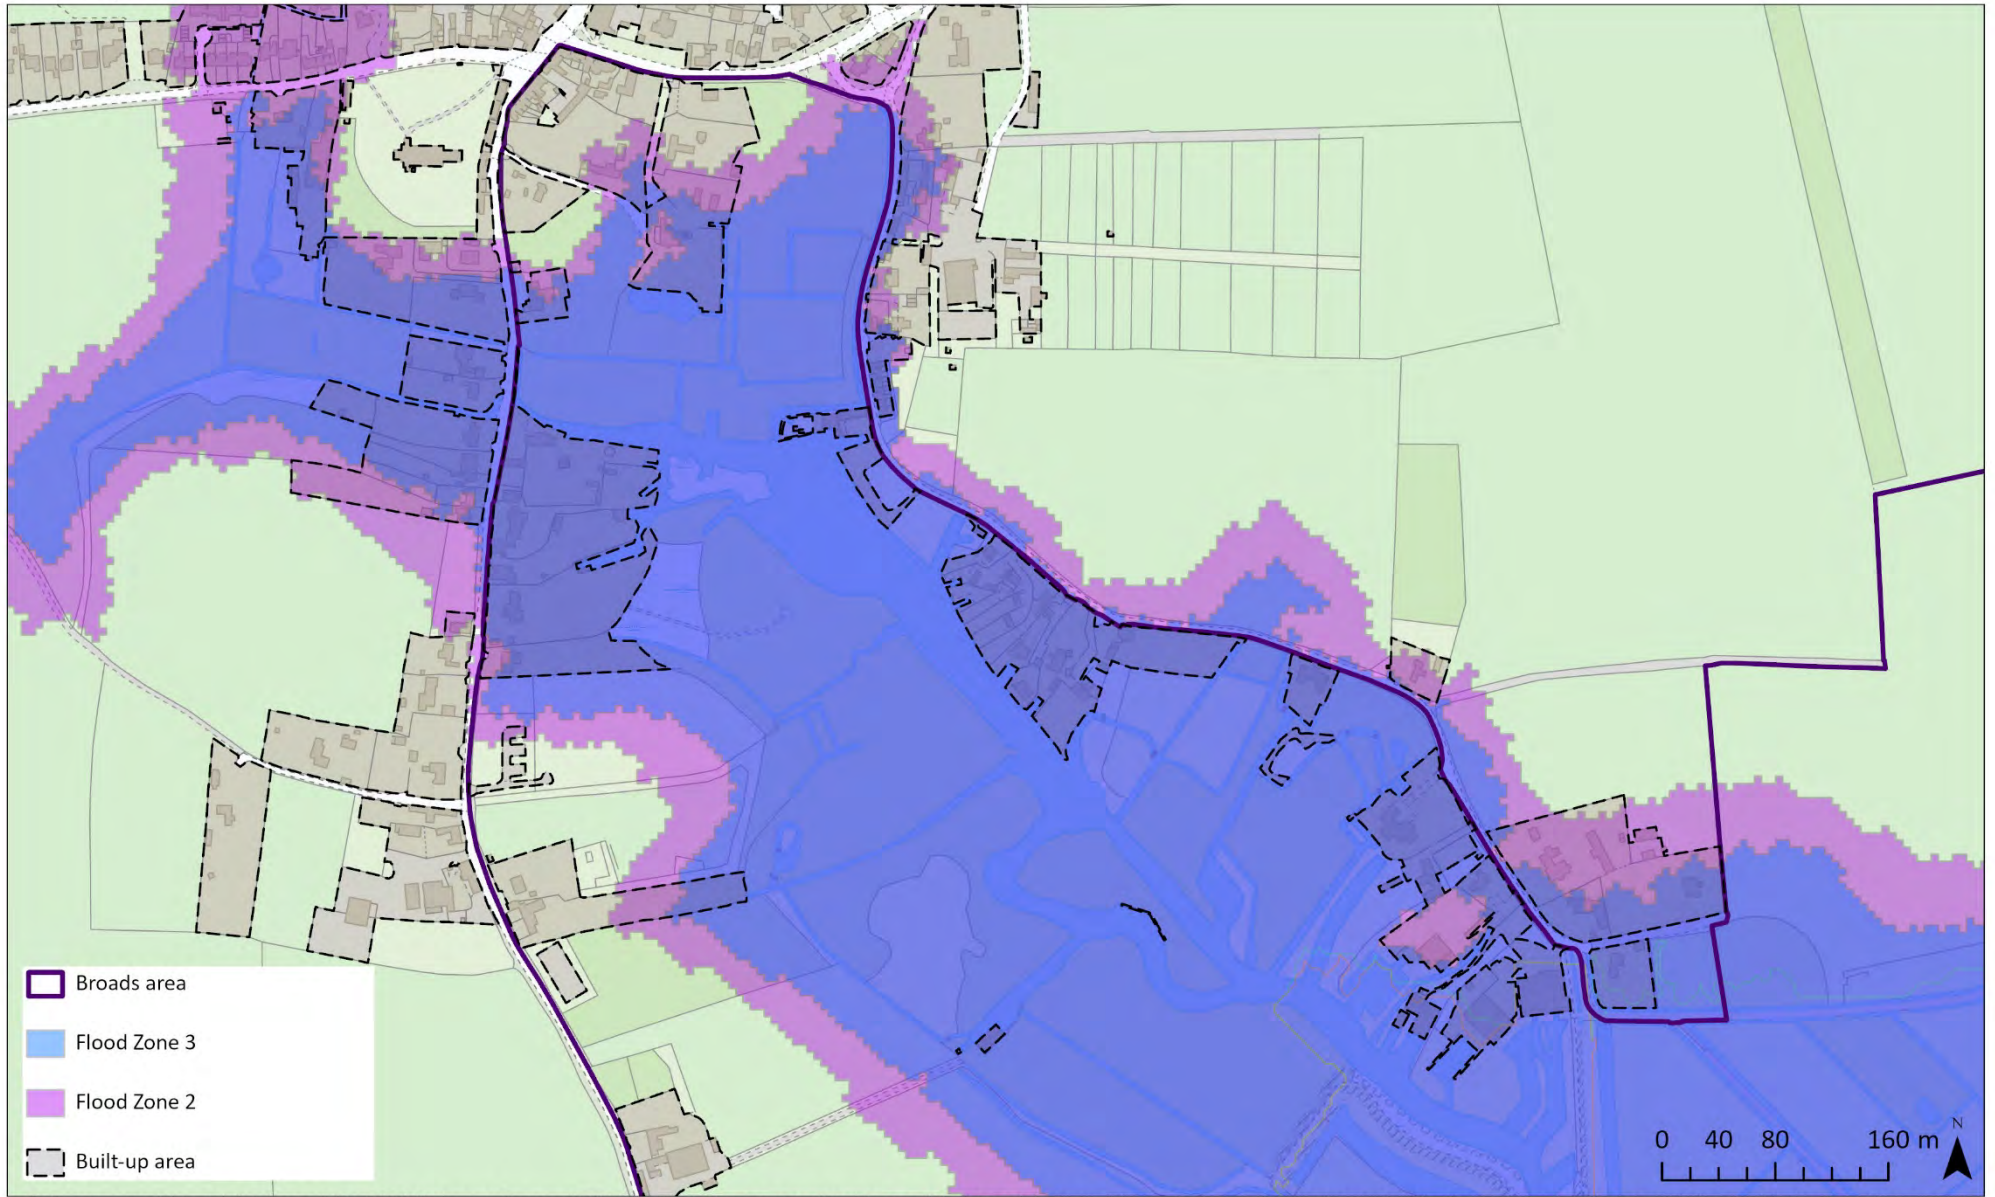 Broads area
Flood Zone 3
Flood Zone 2
Built-up area
0 40 80 160 m
N